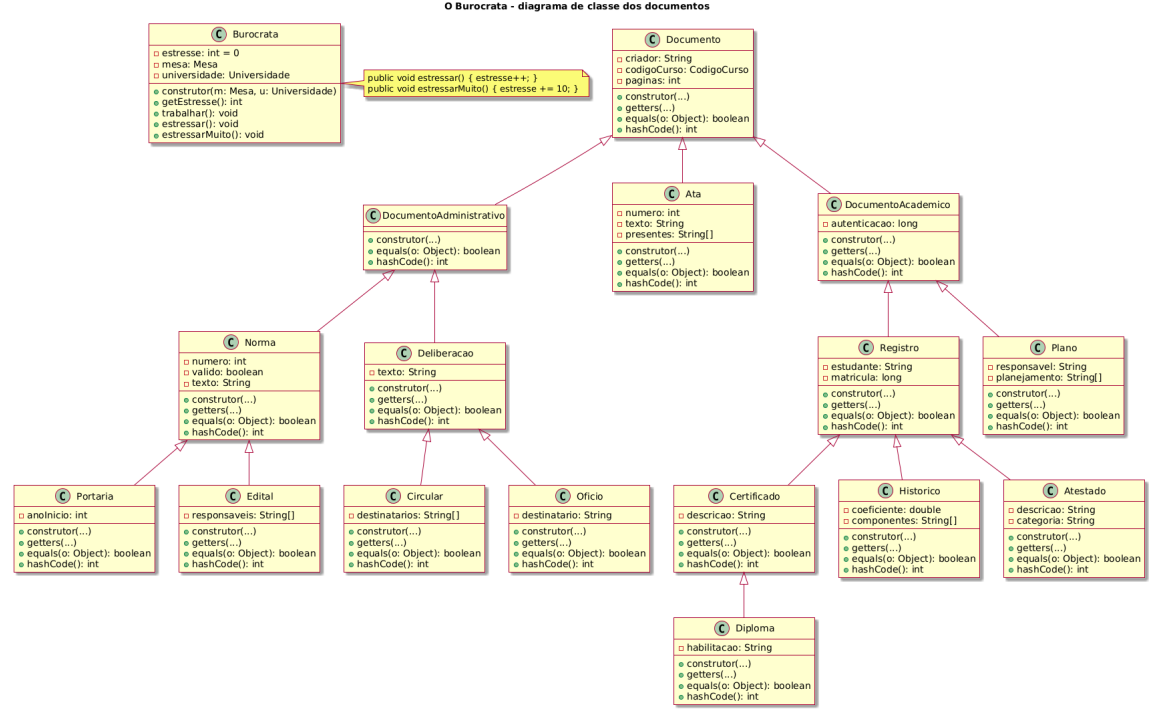 O Burocrata - diagrama de classe dos documentos
C Burocrata
estresse: int = 0
mesa: Mesa
universidade: Universidade
construtor(m: Mesa, u: Universidade)
getEstresse(): int
trabalhar(): void
estressar(): void
estressarMuito(): void
public void estressar() { estresse++; }
public void estressarMuito() { estresse += 10; }
C Documento
criador: String
codigoCurso: CodigoCurso
paginas: int
construtor(...)
getters(...)
equals(o: Object): boolean
hashCode(): int
C DocumentoAdministrativo
construtor(...)
equals(o: Object): boolean
hashCode(): int
C Ata
numero: int
texto: String
presentes: String[]
construtor(...)
getters(...)
equals(o: Object): boolean
hashCode(): int
C DocumentoAcademico
autenticacao: long
construtor(...)
getters(...)
equals(o: Object): boolean
hashCode(): int
C Norma
numero: int
valido: boolean
texto: String
construtor(...)
getters(...)
equals(o: Object): boolean
hashCode(): int
C Deliberacao
texto: String
construtor(...)
getters(...)
equals(o: Object): boolean
hashCode(): int
C Registro
estudante: String
matricula: long
construtor(...)
getters(...)
equals(o: Object): boolean
hashCode(): int
C Plano
responsavel: String
planejamento: String[]
construtor(...)
getters(...)
equals(o: Object): boolean
hashCode(): int
C Portaria
anoInicio: int
construtor(...)
getters(...)
equals(o: Object): boolean
hashCode(): int
C Edital
responsaveis: String[]
construtor(...)
getters(...)
equals(o: Object): boolean
hashCode(): int
C Circular
destinatarios: String[]
construtor(...)
getters(...)
equals(o: Object): boolean
hashCode(): int
C Oficio
destinatario: String
construtor(...)
getters(...)
equals(o: Object): boolean
hashCode(): int
C Certificado
descricao: String
construtor(...)
getters(...)
equals(o: Object): boolean
hashCode(): int
C Historico
coeficiente: double
componentes: String[]
construtor(...)
getters(...)
equals(o: Object): boolean
hashCode(): int
C Atestado
descricao: String
categoria: String
construtor(...)
getters(...)
equals(o: Object): boolean
hashCode(): int
C Diploma
habilitacao: String
construtor(...)
getters(...)
equals(o: Object): boolean
hashCode(): int